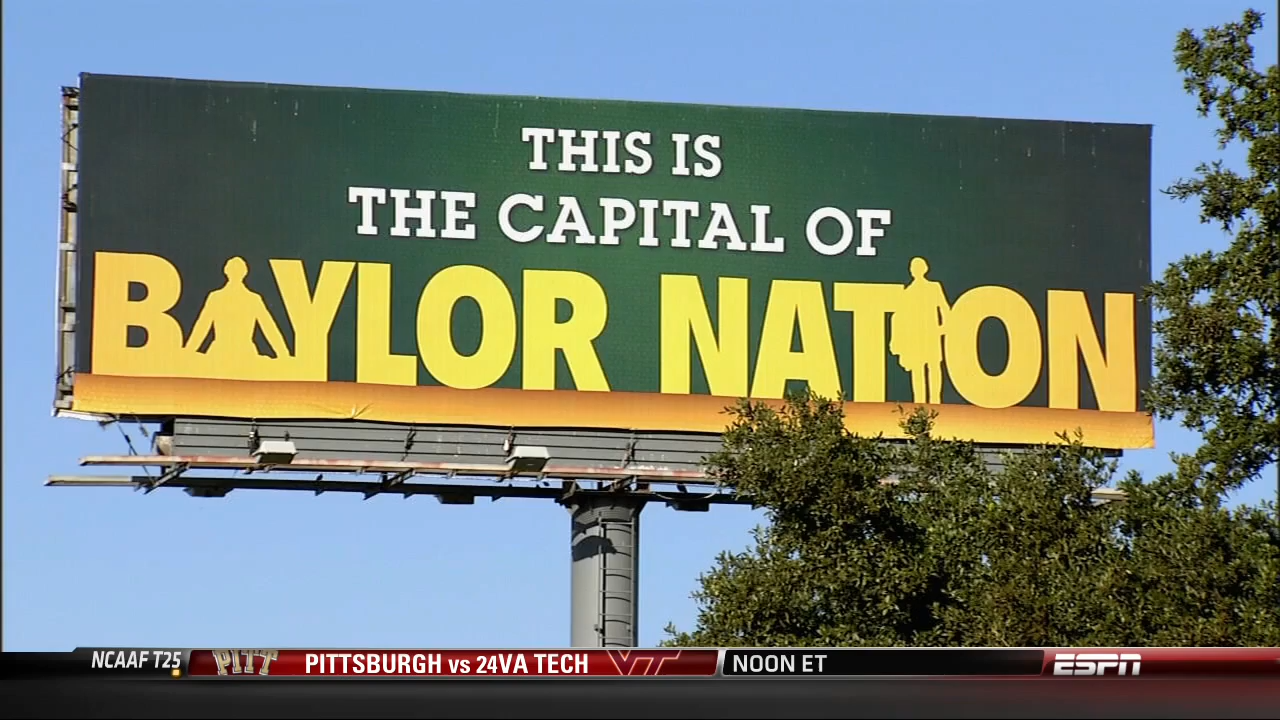 THIS IS
THE CAPITAL OF
BAYLOR NATION
NCAAF T25 PITT PITTSBURGH vs 24VA TECH VT NOON ET ESPN